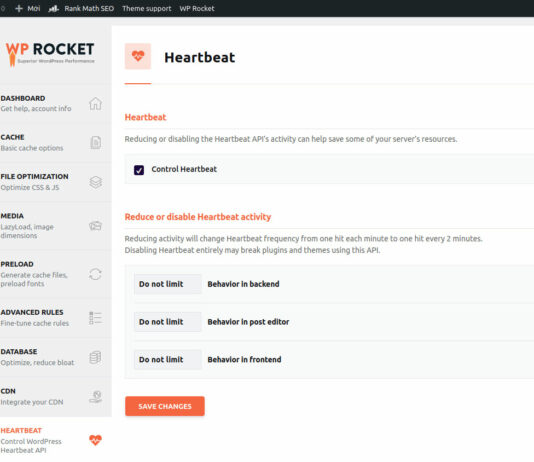 0 Mới Rank Math SEO Theme support WP Rocket
WP ROCKET
Superior WordPress Performance
Heartbeat
DASHBOARD
Get help, account info
CACHE
Basic cache options
FILE OPTIMIZATION
Optimize CSS & JS
MEDIA
LazyLoad, image
dimensions
PRELOAD
Generate cache files,
preload fonts
ADVANCED RULES
Fine-tune cache rules
DATABASE
Optimize, reduce bloat
CDN
Integrate your CDN
HEARTBEAT
Control WordPress
Heartbeat API
Heartbeat
Reducing or disabling the Heartbeat API's activity can help save some of your server's resources.
Control Heartbeat
Reduce or disable Heartbeat activity
Reducing activity will change Heartbeat frequency from one hit each minute to one hit every 2 minutes.
Disabling Heartbeat entirely may break plugins and themes using this API.
Do not limit Behavior in backend
Do not limit Behavior in post editor
Do not limit Behavior in frontend
SAVE CHANGES